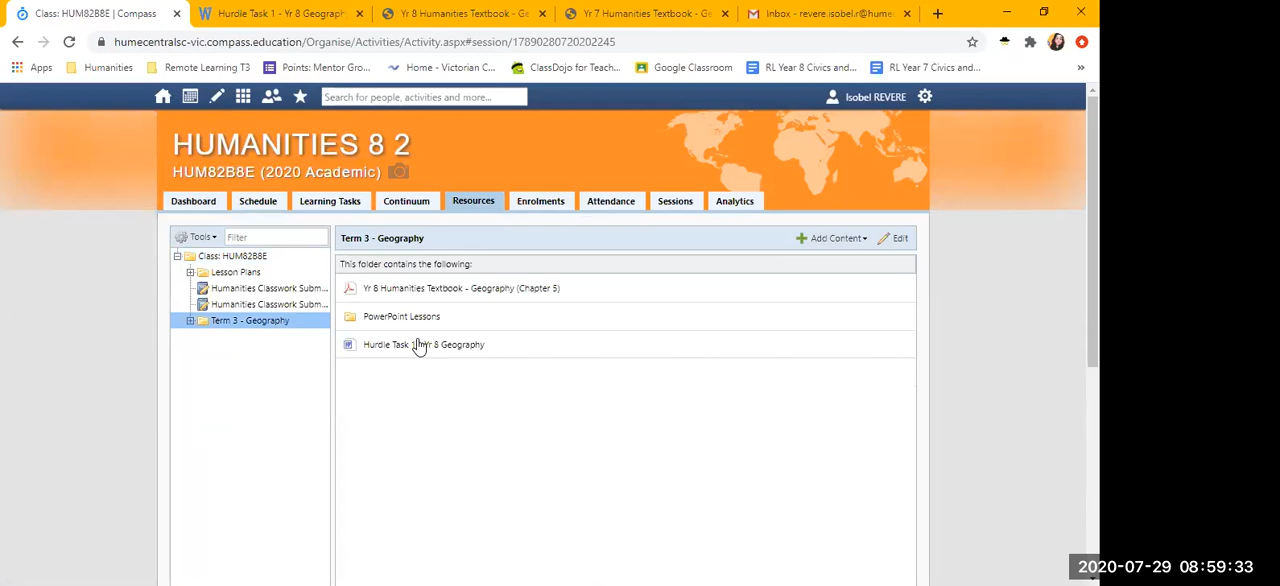 Class: HUM82B8E | Compass
Hurdle Task 1 - Yr 8 Geograph
Yr 8 Humanities Textbook - Ge
Yr 7 Humanities Textbook - Ge
Inbox - revere.isobel.r@hume
humecentralsc-vic.compass.education/Organise/Activities/Activity.aspx#session/17890280720202245
Apps
Humanities
Remote Learning T3
Points: Mentor Gro...
Home - Victorian C...
ClassDojo for Teach...
Google Classroom
RL Year 8 Civics and...
RL Year 7 Civics and...
»
Search for people, activities and more...
Isobel REVERE
HUMANITIES 8 2
HUM82B8E (2020 Academic)
Dashboard
Schedule
Learning Tasks
Continuum
Resources
Enrolments
Attendance
Sessions
Analytics
Tools
Filter
Class: HUM82B8E
Lesson Plans
Humanities Classwork Subm...
Humanities Classwork Subm...
Term 3 - Geography
Term 3 - Geography
Add Content
Edit
This folder contains the following:
Yr 8 Humanities Textbook - Geography (Chapter 5)
PowerPoint Lessons
Hurdle Task 1 - Yr 8 Geography
2020-07-29 08:59:33